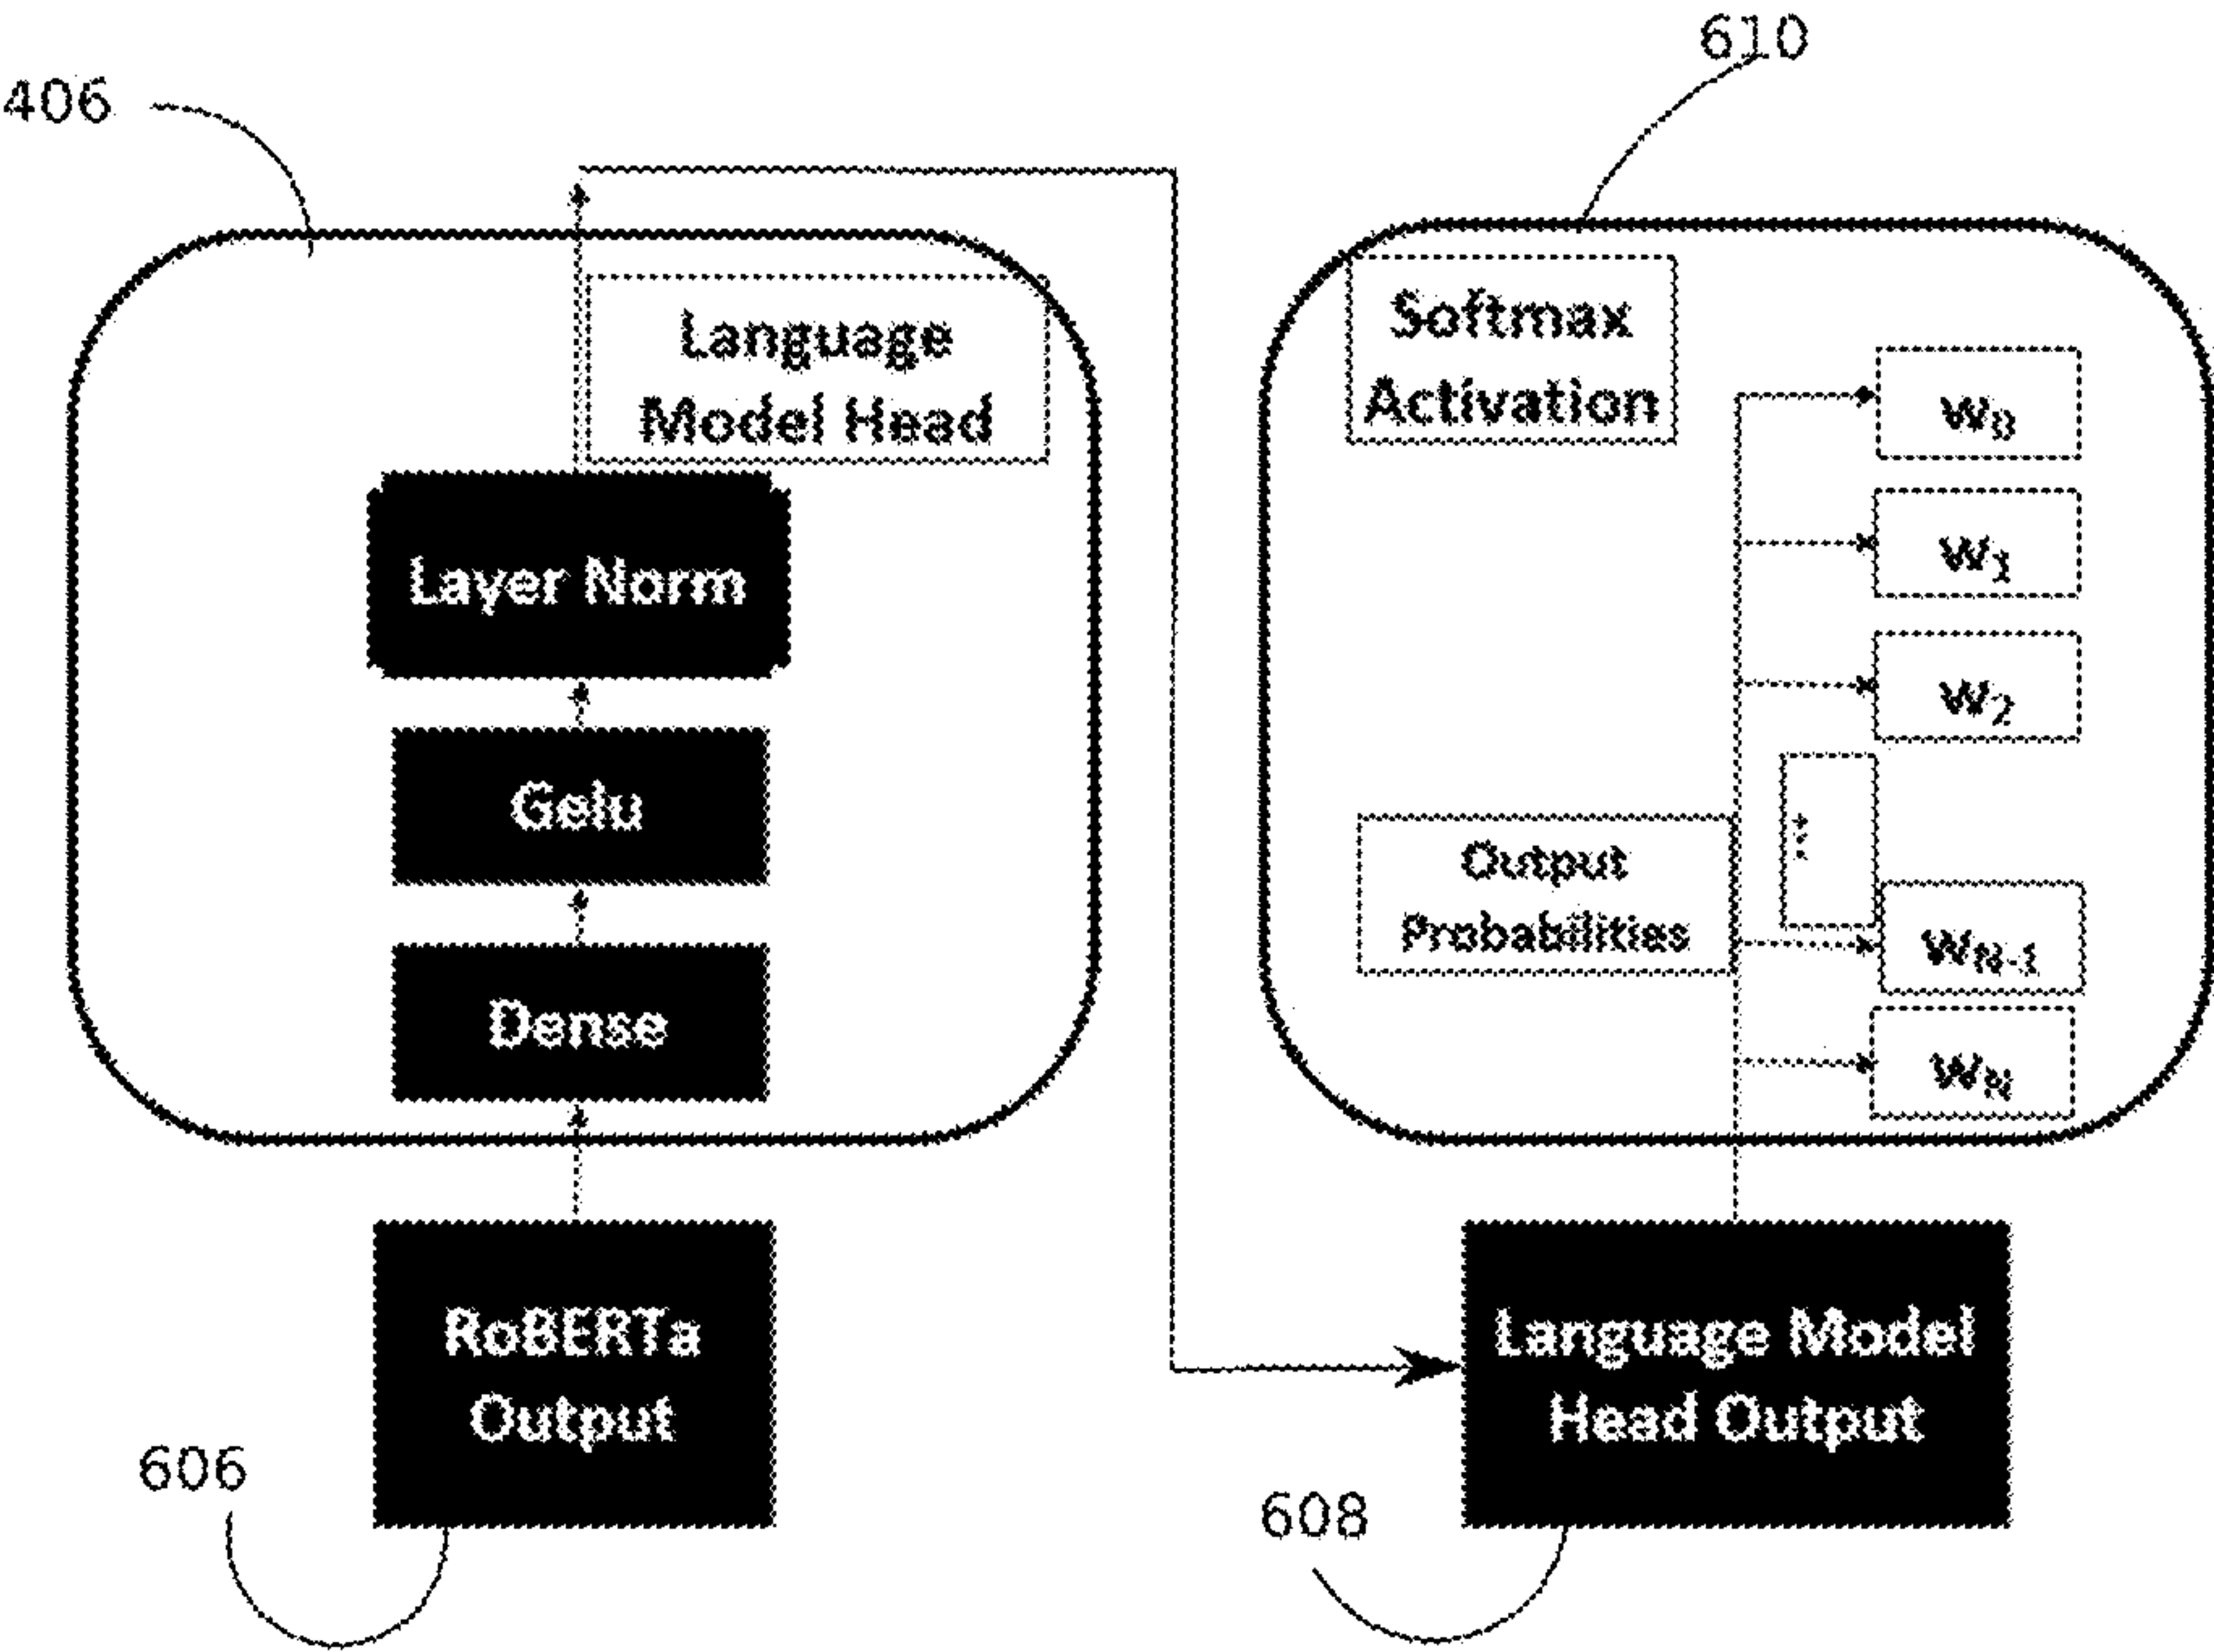 406
610
Language
Model Head
Layer Norm
Gelu
Dense
RoBERTa
Output
606
Softmax
Activation
W0
W1
W2
...
Output
Probabilities
WN-1
WN
Language Model
Head Output
608